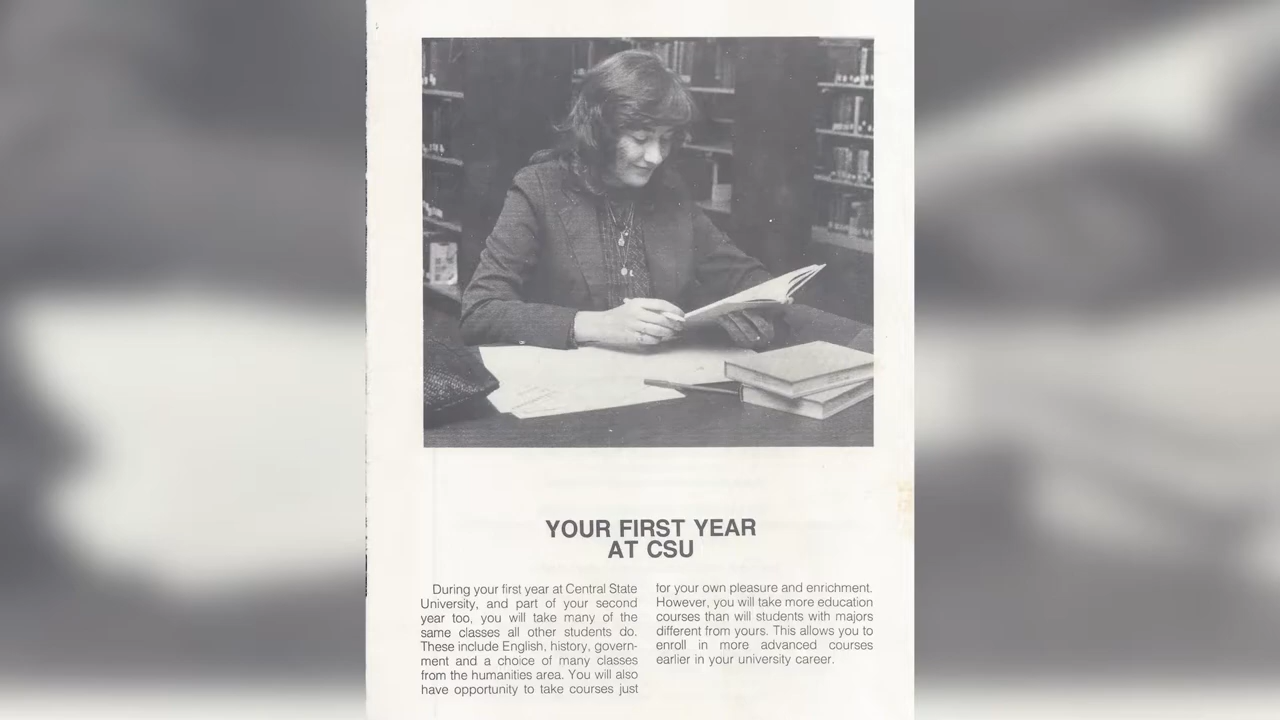 YOUR FIRST YEAR
AT CSU
During your first year at Central State
University, and part of your second
year too, you will take many of the
same classes all other students do.
These include English, history, govern-
ment and a choice of many classes
from the humanities area. You will also
have opportunity to take courses just
for your own pleasure and enrichment.
However, you will take more education
courses than will students with majors
different from yours. This allows you to
enroll in more advanced courses
earlier in your university career.